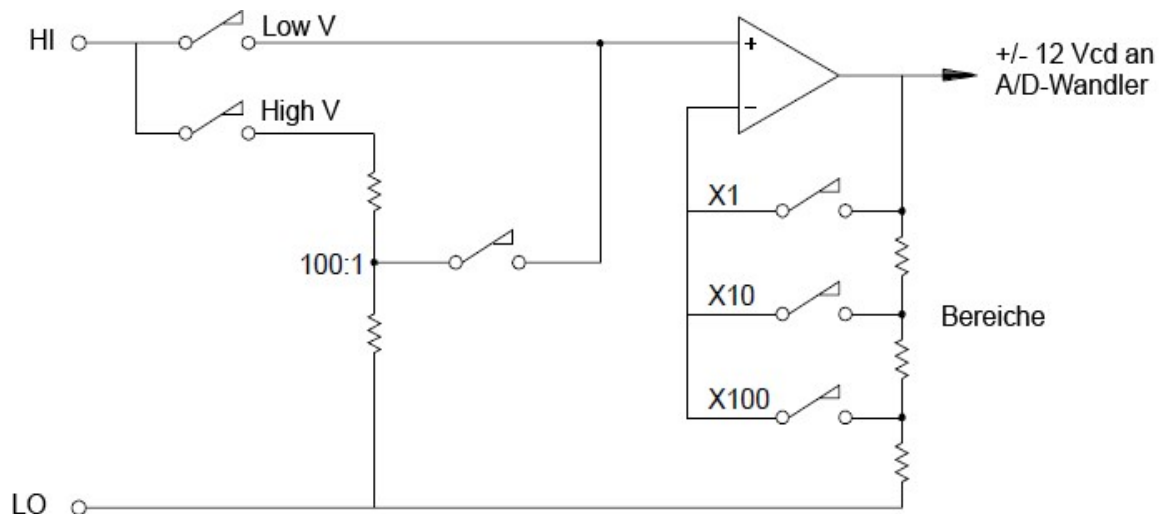 HI
Low V
High V
+
−
+/- 12 Vcd an
A/D-Wandler
X1
100:1
X10
Bereiche
X100
LO